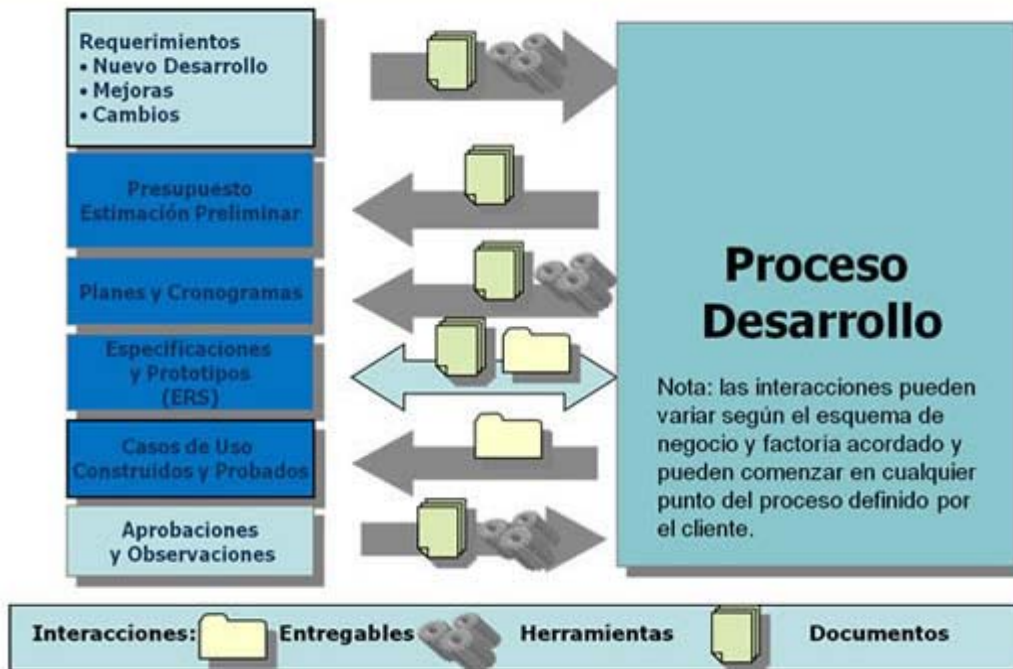 Requerimientos
• Nuevo Desarrollo
• Mejoras
• Cambios
Presupuesto
Estimación Preliminar
Planes y Cronogramas
Especificaciones
y Prototipos
(ERS)
Casos de Uso
Construidos y Probados
Aprobaciones
y Observaciones
Proceso
Desarrollo
Nota: las interacciones pueden
variar según el esquema de
negocio y factoría acordado y
pueden comenzar en cualquier
punto del proceso definido por
el cliente.
Interacciones: Entregables Herramientas Documentos